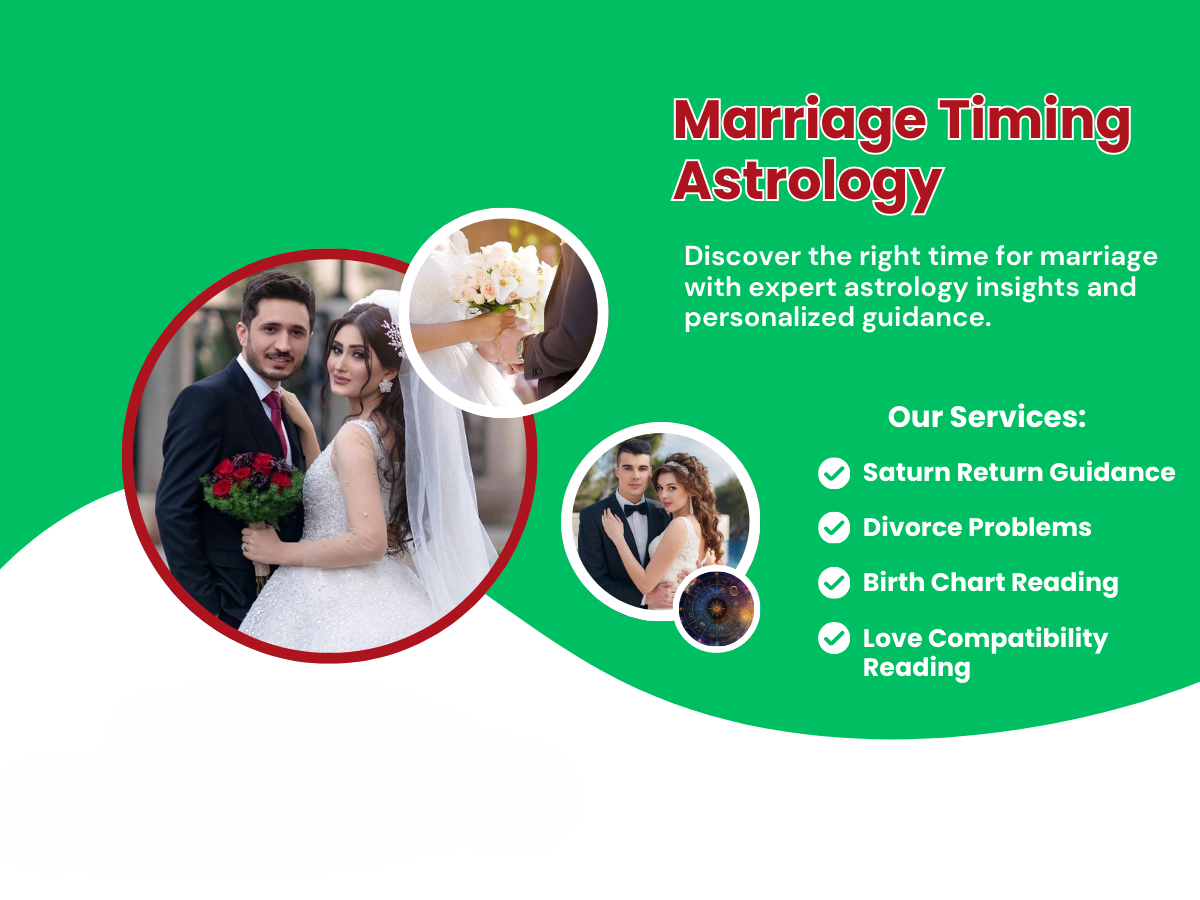 Marriage Timing
Astrology
Discover the right time for marriage
with expert astrology insights and
personalized guidance.
Our Services:
Saturn Return Guidance
Divorce Problems
Birth Chart Reading
Love Compatibility
Reading